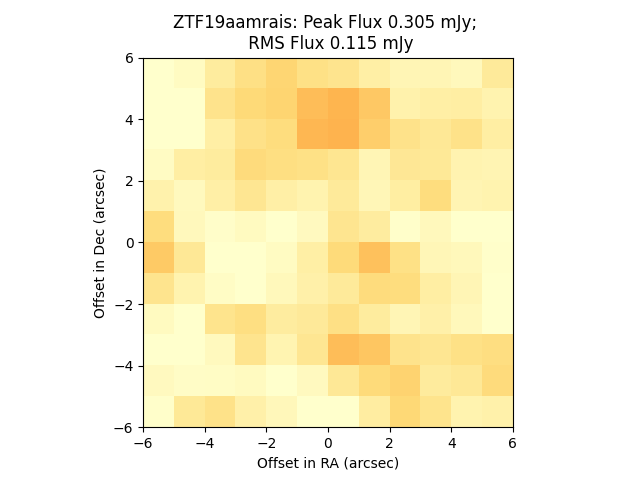 ZTF19aamrais: Peak Flux 0.305 mJy;
RMS Flux 0.115 mJy
6
4
2
0
−2
−4
−6
Offset in Dec (arcsec)
−6 −4 −2 0 2 4 6
Offset in RA (arcsec)